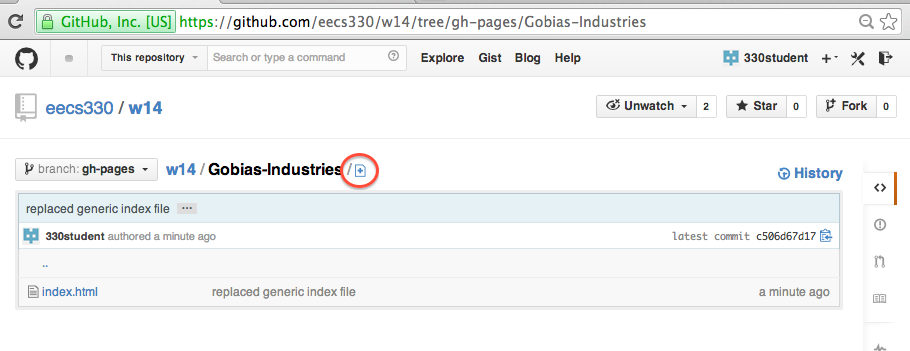 GitHub, Inc. [US] https://github.com/eecs330/w14/tree/gh-pages/Gobias-Industries
This repository Search or type a command Explore Gist Blog Help 330student
eecs330 / w14 Unwatch 2 Star 0 Fork 0
branch: gh-pages w14 / Gobias-Industries / History
replaced generic index file ...
330student authored a minute ago latest commit c506d67d17
..
index.html replaced generic index file a minute ago